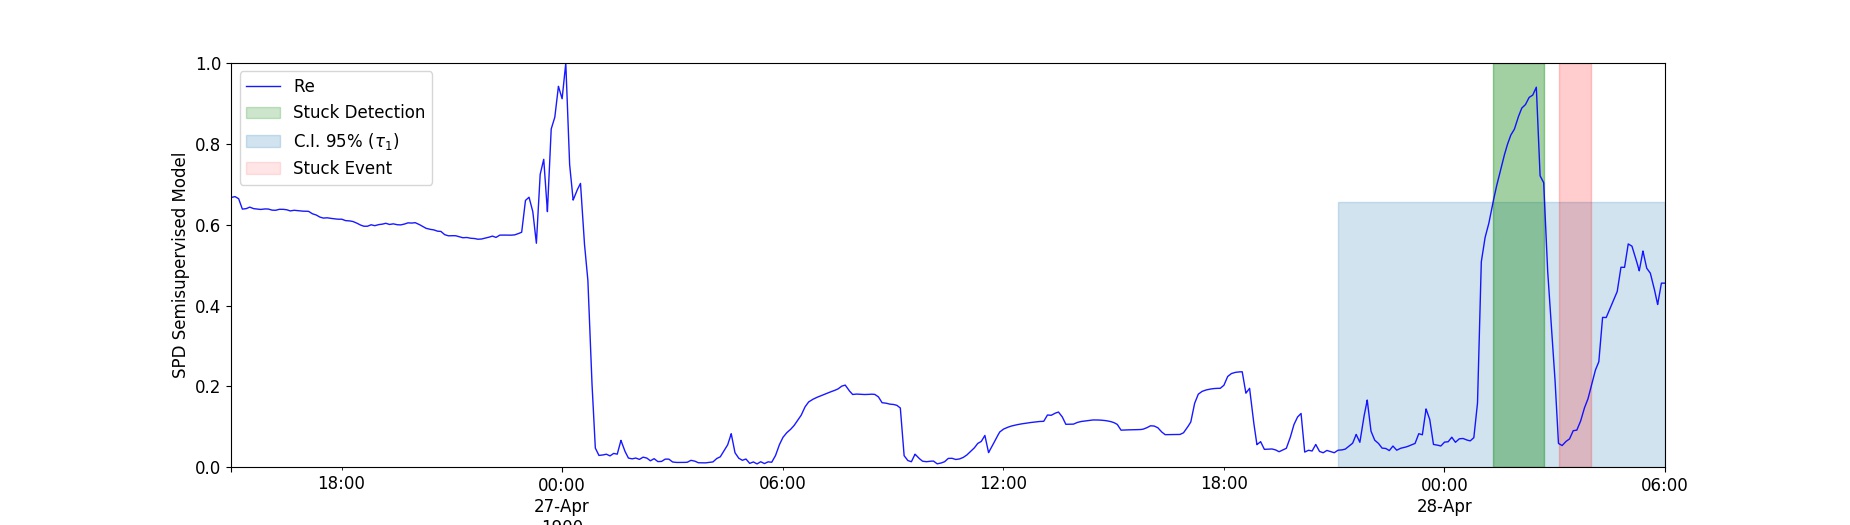 1.0
0.8
0.6
0.4
0.2
0.0
SPD Semisupervised Model
Re
Stuck Detection
C.I. 95% (τ₁)
Stuck Event
18:00 00:00 06:00 12:00 18:00 00:00 06:00
27-Apr 28-Apr